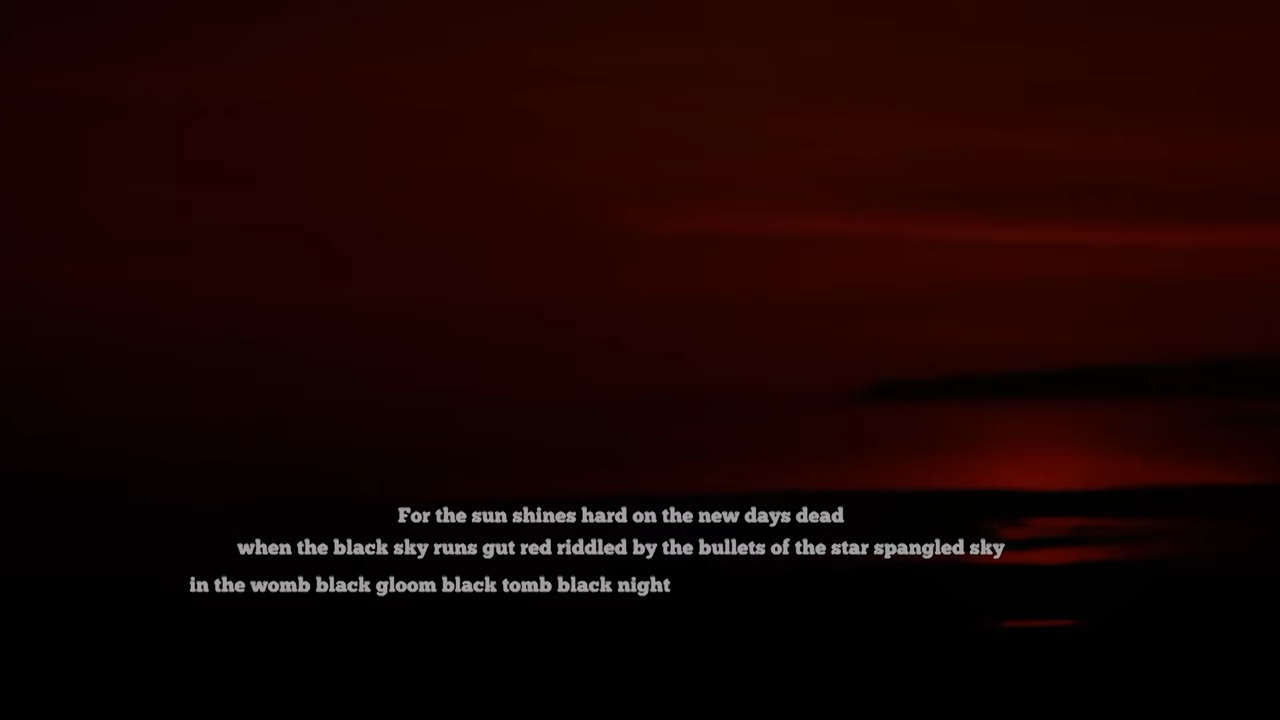 For the sun shines hard on the new days dead
when the black sky runs gut red riddled by the bullets of the star spangled sky
in the womb black gloom black tomb black night